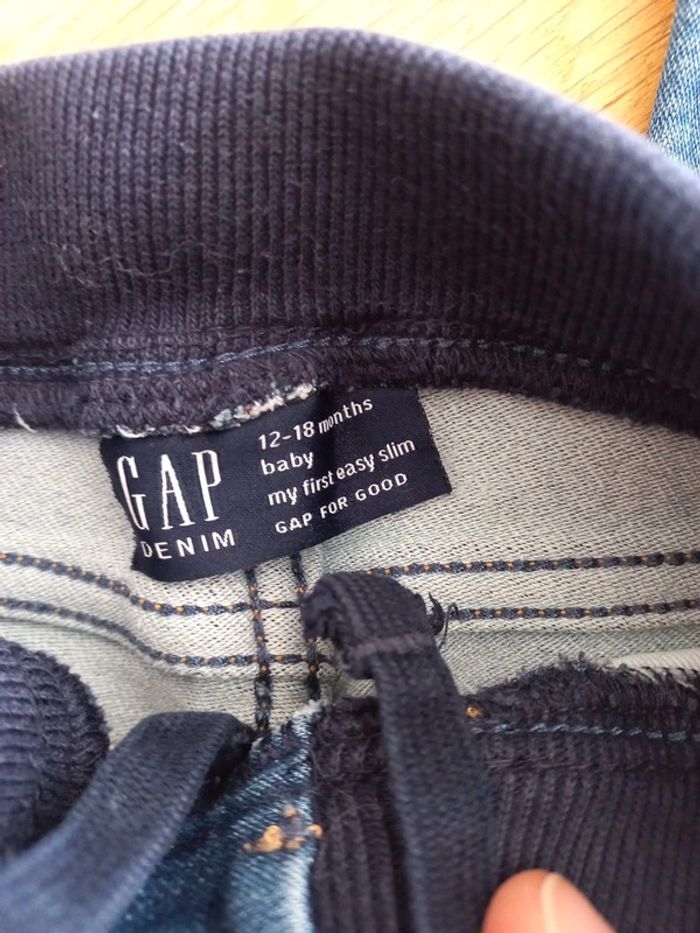 GAP
DENIM
12-18 months
baby
my first easy slim
GAP FOR GOOD